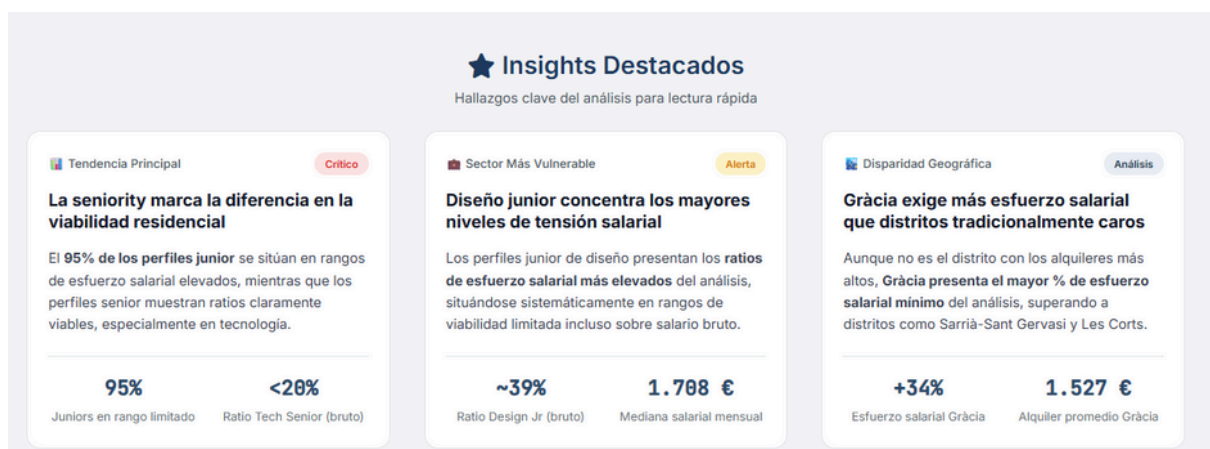 Insights Destacados
Hallazgos clave del análisis para lectura rápida
Tendencia Principal
Crítico
La seniority marca la diferencia en la
viabilidad residencial
El 95% de los perfiles junior se sitúan en rangos
de esfuerzo salarial elevados, mientras que los
perfiles senior muestran ratios claramente
viables, especialmente en tecnología.
95%
Juniors en rango limitado
<20%
Ratio Tech Senior (bruto)
Sector Más Vulnerable
Alerta
Diseño junior concentra los mayores
niveles de tensión salarial
Los perfiles junior de diseño presentan los ratios
de esfuerzo salarial más elevados del análisis,
situándose sistemáticamente en rangos de
viabilidad limitada incluso sobre salario bruto.
~39%
Ratio Design Jr (bruto)
1.708 €
Mediana salarial mensual
Disparidad Geográfica
Análisis
Gràcia exige más esfuerzo salarial
que distritos tradicionalmente caros
Aunque no es el distrito con los alquileres más
altos, Gràcia presenta el mayor % de esfuerzo
salarial mínimo del análisis, superando a
distritos como Sarrià-Sant Gervasi y Les Corts.
+34%
Esfuerzo salarial Gràcia
1.527 €
Alquiler promedio Gràcia